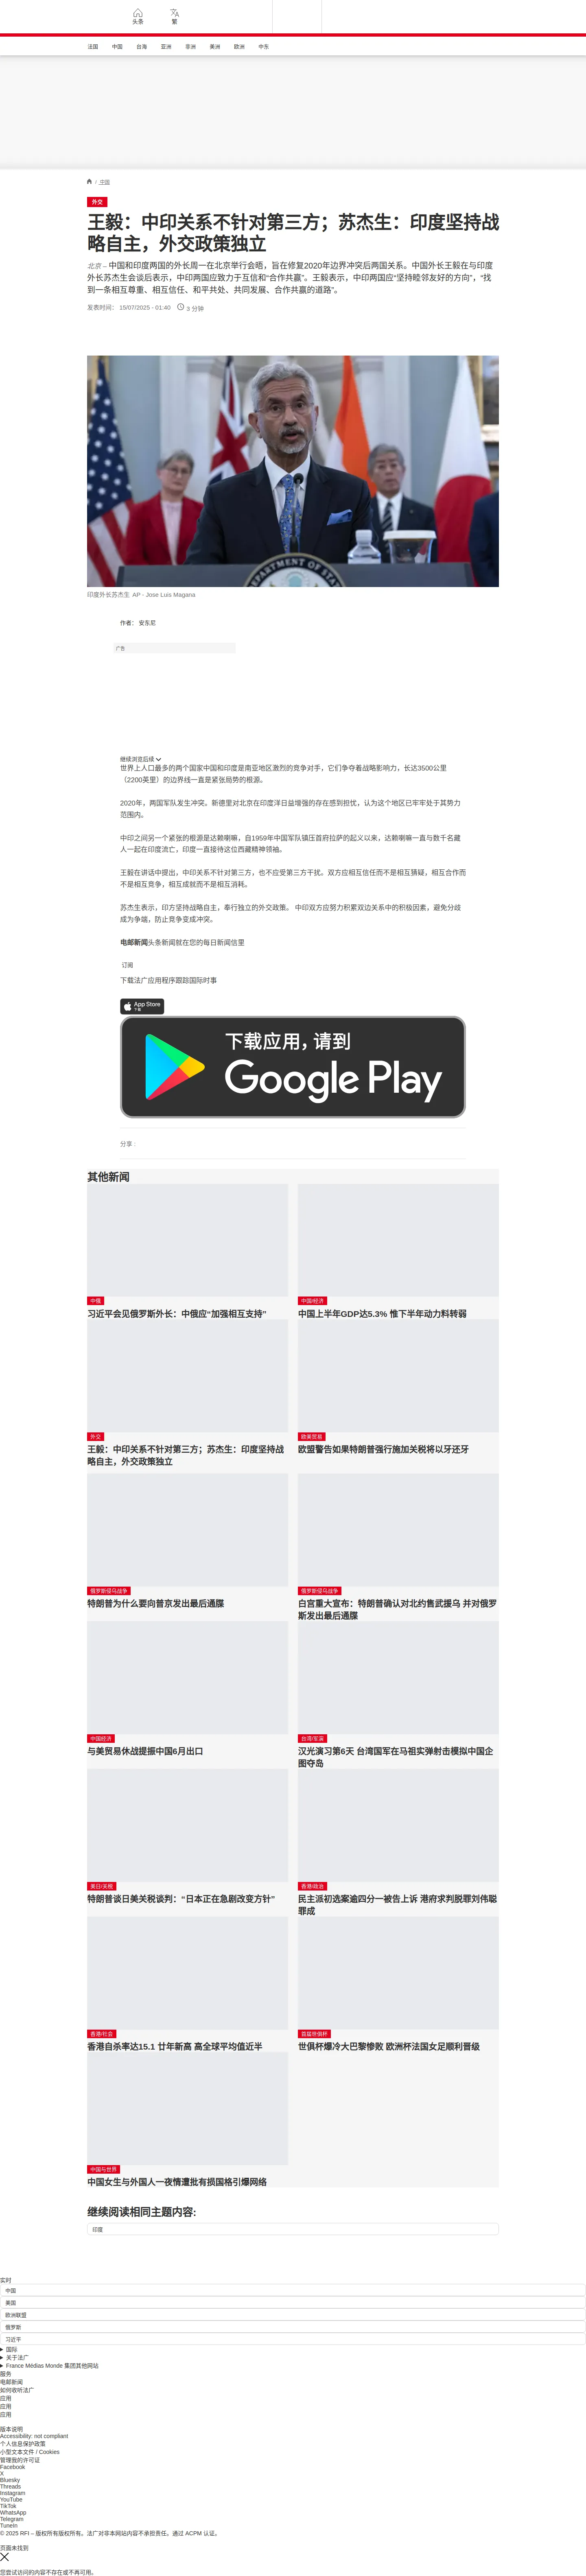 头条
繁
法国 中国 台海 亚洲 非洲 美洲 欧洲 中东
/ 中国
外交
王毅：中印关系不针对第三方；苏杰生：印度坚持战
略自主，外交政策独立
北京 – 中国和印度两国的外长周一在北京举行会晤，旨在修复2020年边界冲突后两国关系。中国外长王毅在与印度
外长苏杰生会谈后表示，中印两国应致力于互信和“合作共赢”。王毅表示，中印两国应“坚持睦邻友好的方向”，“找
到一条相互尊重、相互信任、和平共处、共同发展、合作共赢的道路”。
发表时间： 15/07/2025 - 01:40 3 分钟
DEPARTMENT OF STATE
印度外长苏杰生 AP - Jose Luis Magana
作者： 安东尼
广告
继续浏览后续
世界上人口最多的两个国家中国和印度是南亚地区激烈的竞争对手，它们争夺着战略影响力，长达3500公里
（2200英里）的边界线一直是紧张局势的根源。
2020年，两国军队发生冲突。新德里对北京在印度洋日益增强的存在感到担忧，认为这个地区已牢牢处于其势力
范围内。
中印之间另一个紧张的根源是达赖喇嘛，自1959年中国军队镇压首府拉萨的起义以来，达赖喇嘛一直与数千名藏
人一起在印度流亡，印度一直接待这位西藏精神领袖。
王毅在讲话中提出，中印关系不针对第三方，也不应受第三方干扰。双方应相互信任而不是相互猜疑，相互合作而
不是相互竞争，相互成就而不是相互消耗。
苏杰生表示，印方坚持战略自主，奉行独立的外交政策。 中印双方应努力积累双边关系中的积极因素，避免分歧
成为争端，防止竞争变成冲突。
电邮新闻头条新闻就在您的每日新闻信里
订阅
下载法广应用程序跟踪国际时事
App Store
下载
下载应用，请到
Google Play
分享 :
其他新闻
中俄
习近平会见俄罗斯外长：中俄应“加强相互支持”
中国/经济
中国上半年GDP达5.3% 惟下半年动力料转弱
外交
王毅：中印关系不针对第三方；苏杰生：印度坚持战
略自主，外交政策独立
欧美贸易
欧盟警告如果特朗普强行施加关税将以牙还牙
俄罗斯侵乌战争
特朗普为什么要向普京发出最后通牒
俄罗斯侵乌战争
白宫重大宣布：特朗普确认对北约售武援乌 并对俄罗
斯发出最后通牒
中国经济
与美贸易休战提振中国6月出口
台湾/军演
汉光演习第6天 台湾国军在马祖实弹射击模拟中国企
图夺岛
美日/关税
特朗普谈日美关税谈判：“日本正在急剧改变方针”
香港/政治
民主派初选案逾四分一被告上诉 港府求判脱罪刘伟聪
罪成
香港/社会
香港自杀率达15.1 廿年新高 高全球平均值近半
首届世俱杯
世俱杯爆冷大巴黎惨败 欧洲杯法国女足顺利晋级
中国与世界
中国女生与外国人一夜情遭批有损国格引爆网络
继续阅读相同主题内容:
印度
实时
中国
美国
欧洲联盟
俄罗斯
习近平
国际
关于法广
France Médias Monde 集团其他网站
服务
电邮新闻
如何收听法广
应用
应用
应用
版本说明
Accessibility: not compliant
个人信息保护政策
小型文本文件 / Cookies
管理我的许可证
Facebook
X
Bluesky
Threads
Instagram
YouTube
TikTok
WhatsApp
Telegram
TuneIn
© 2025 RFI – 版权所有版权所有。法广对非本网站内容不承担责任。通过 ACPM 认证。
页面未找到
您尝试访问的内容不存在或不再可用。